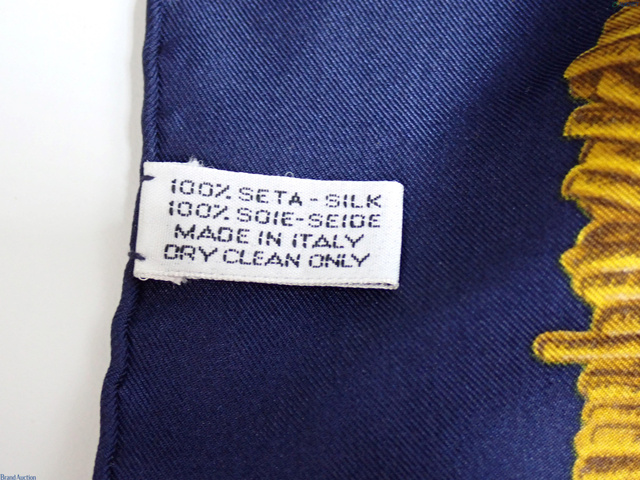 100% SETA - SILK
100% SOIE-SEIDE
MADE IN ITALY
DRY CLEAN ONLY
Brand Auction